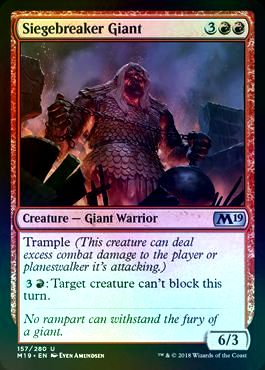 Siegebreaker Giant 3
Creature — Giant Warrior M19
Trample (This creature can deal
excess combat damage to the player or
planeswalker it's attacking.)
3 : Target creature can't block this
turn.
No rampart can withstand the fury of
a giant.
6/3
157/280 U
M19 • EN Even Amundsen
™ & © 2018 Wizards of the Coast